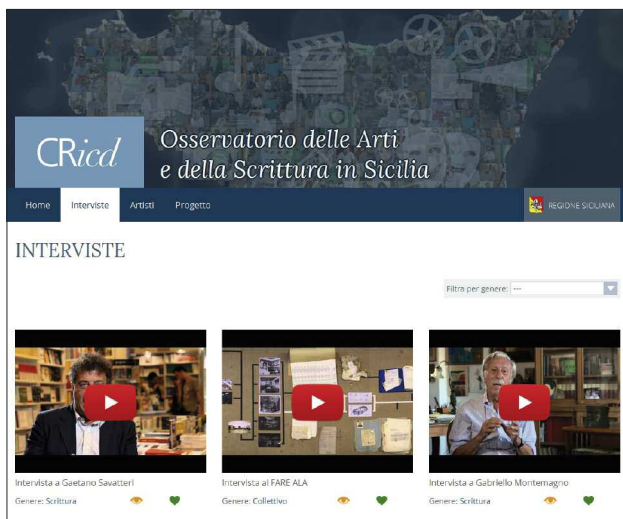 CRicd
Osservatorio delle Arti
e della Scrittura in Sicilia
Home Interviste Artisti Progetto REGIONE SICILIANA
INTERVISTE
Filtra per genere: ---
Intervista a Gaetano Savatteri Intervista al FARE ALA Intervista a Gabriello Montemagno
Genere: Scrittura Genere: Collettivo Genere: Scrittura